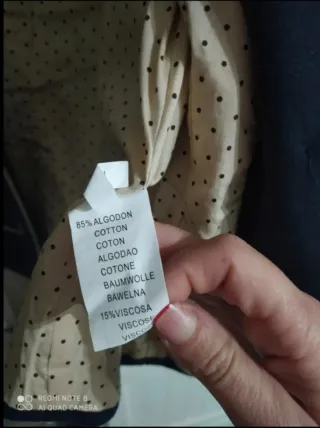 85% ALGODON
COTTON
COTON
ALGODAO
COTONE
BAUMWOLLE
BAWELNA
15% VISCOSA
VISCOSE
REDMI NOTE 8
AI QUAD CAMERA